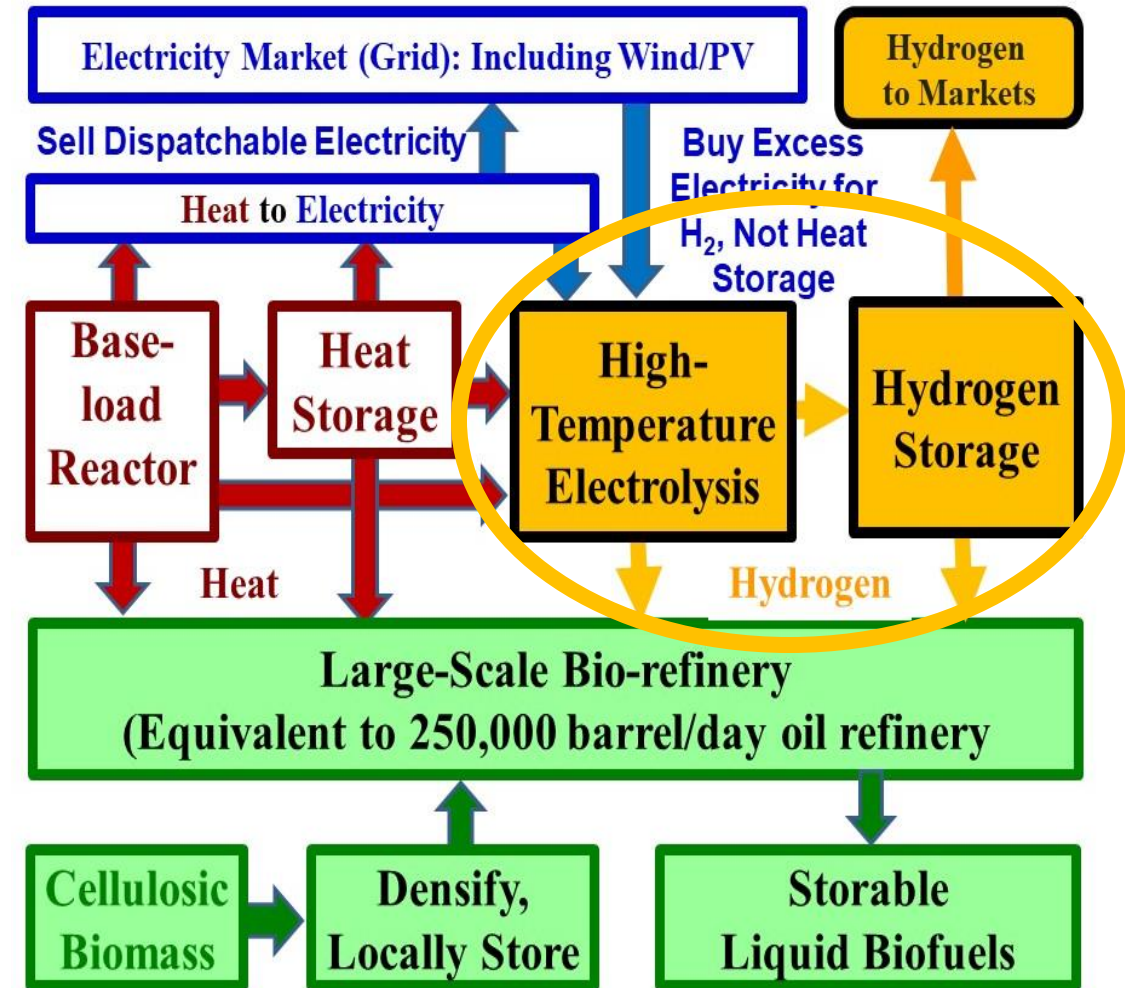 Electricity Market (Grid): Including Wind/PV
Hydrogen
to Markets
Sell Dispatchable Electricity
Buy Excess
Electricity for
H₂, Not Heat
Storage
Heat to Electricity
Base-
load
Reactor
Heat
Storage
High-
Temperature
Electrolysis
Hydrogen
Storage
Heat
Hydrogen
Large-Scale Bio-refinery
(Equivalent to 250,000 barrel/day oil refinery
Cellulosic
Biomass
Densify,
Locally Store
Storable
Liquid Biofuels